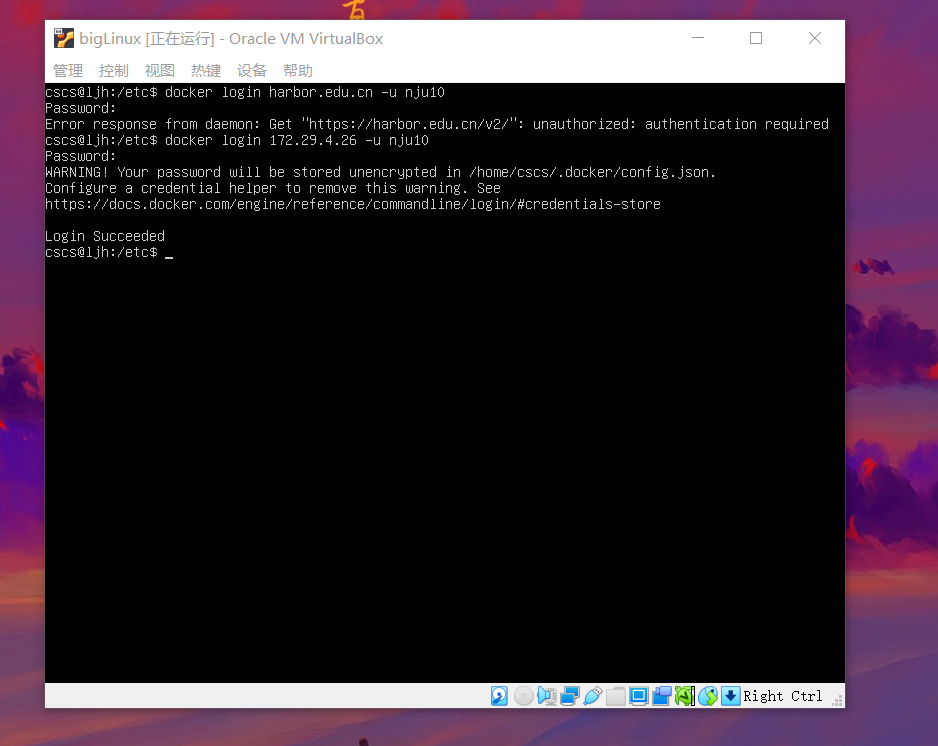 bigLinux [正在运行] - Oracle VM VirtualBox
管理 控制 视图 热键 设备 帮助
cscs@ljh:/etc$ docker login harbor.edu.cn -u nju10
Password:
Error response from daemon: Get "https://harbor.edu.cn/v2/": unauthorized: authentication required
cscs@ljh:/etc$ docker login 172.29.4.26 -u nju10
Password:
WARNING! Your password will be stored unencrypted in /home/cscs/.docker/config.json.
Configure a credential helper to remove this warning. See
https://docs.docker.com/engine/reference/commandline/login/#credentials-store
Login Succeeded
cscs@ljh:/etc$ _
Right Ctrl